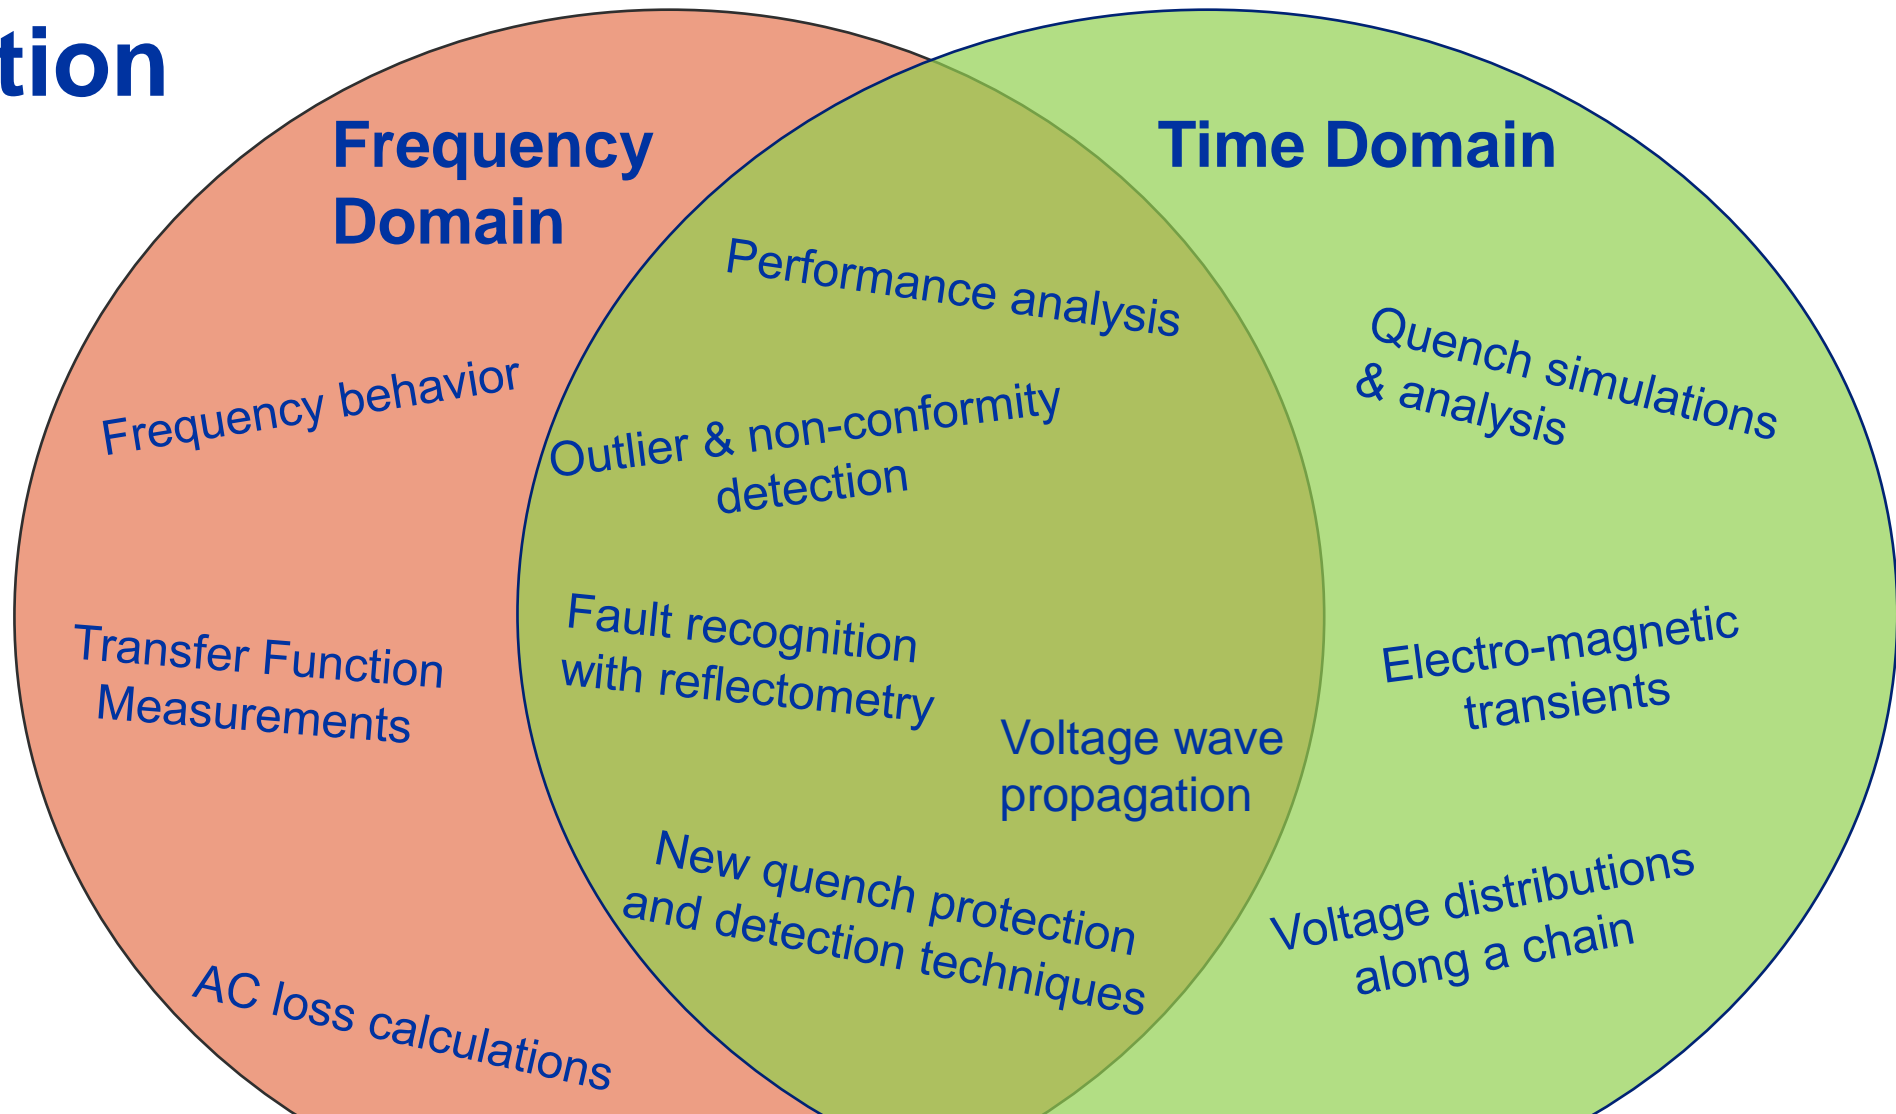 tion
Frequency
Domain
Time Domain
Performance analysis
Quench simulations
& analysis
Frequency behavior
Outlier & non-conformity
detection
Fault recognition
with reflectometry
Transfer Function
Measurements
Electro-magnetic
transients
Voltage wave
propagation
New quench protection
and detection techniques
Voltage distributions
along a chain
AC loss calculations